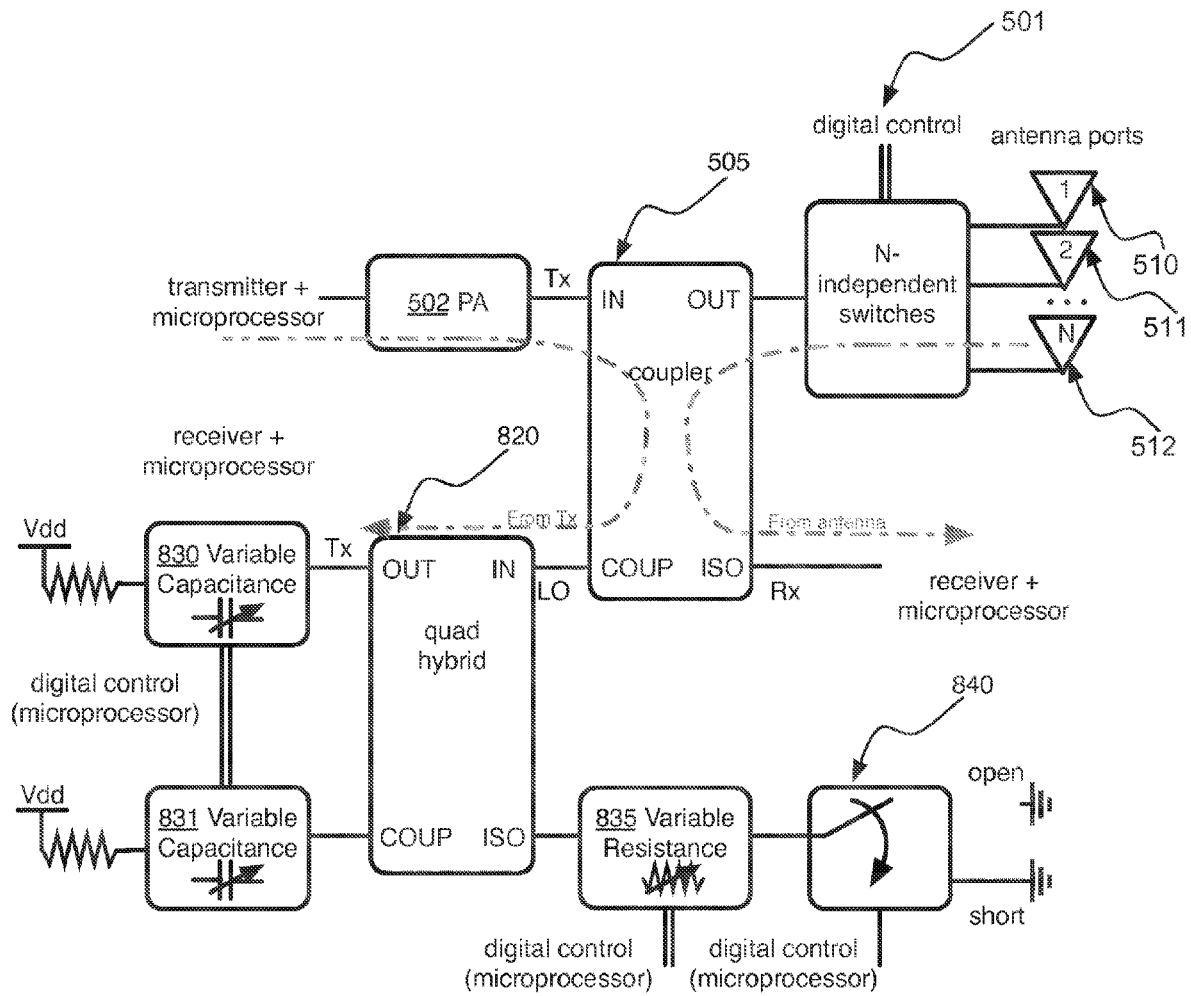 501
digital control
antenna ports
505
1
2
510
N-
independent
switches
. . .
511
Tx
transmitter +
microprocessor
502 PA
IN
OUT
N
coupler
512
820
receiver +
microprocessor
From Tx
From antenna
Vdd
830 Variable
Capacitance
Tx
OUT
IN
LO
COUP
ISO
Rx
receiver +
microprocessor
quad
hybrid
digital control
(microprocessor)
840
open
Vdd
831 Variable
Capacitance
COUP
ISO
835 Variable
Resistance
short
digital control
(microprocessor)
digital control
(microprocessor)